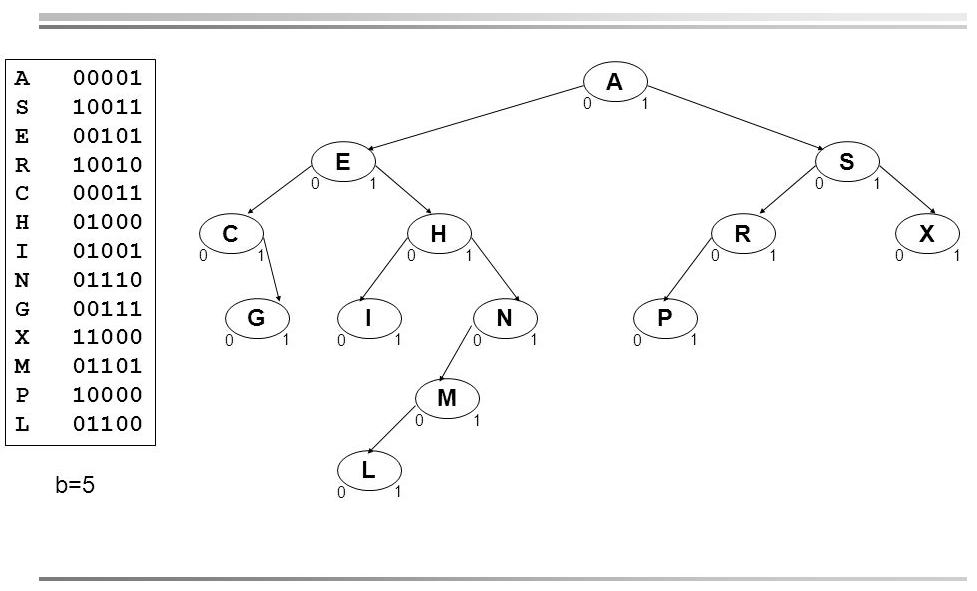 A 00001
S 10011
E 00101
R 10010
C 00011
H 01000
I 01001
N 01110
G 00111
X 11000
M 01101
P 10000
L 01100
b=5
A
0 1
E S
0 1 0 1
C H R X
0 1 0 1 0 1 0 1
G I N P
0 1 0 1 0 1 0 1
M
0 1
L
0 1